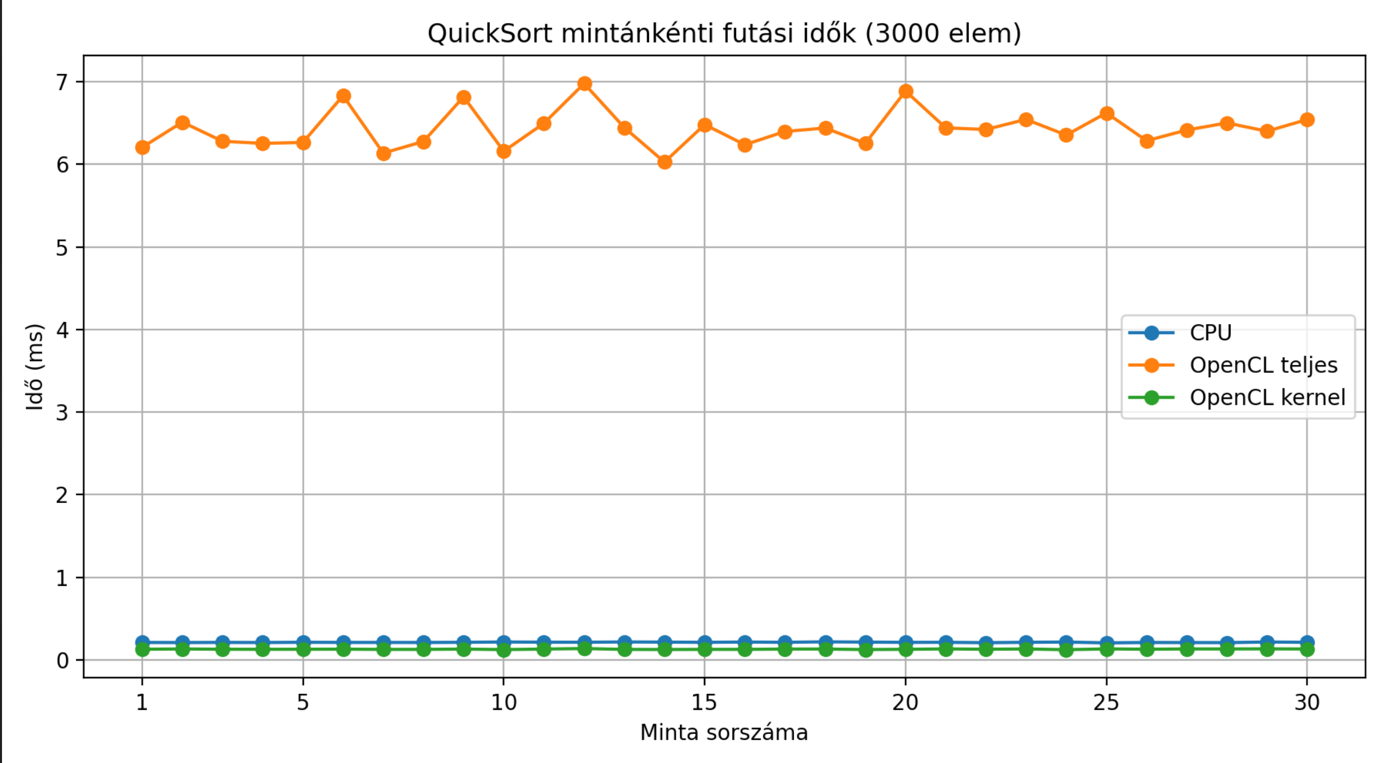 QuickSort mintánkénti futási idők (3000 elem)
7
6
5
4
3
2
1
0
Idő (ms)
CPU
OpenCL teljes
OpenCL kernel
1 5 10 15 20 25 30
Minta sorszáma